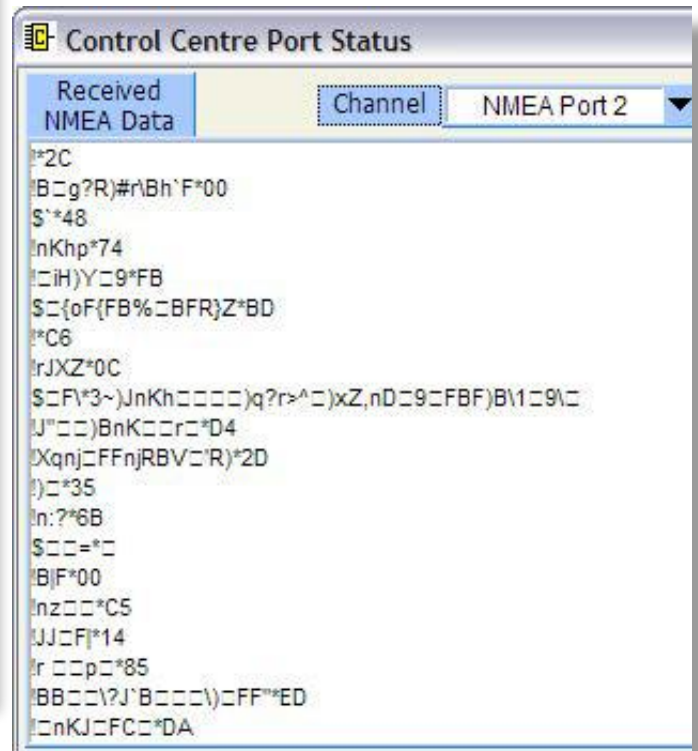 Control Centre Port Status
Received
NMEA Data
Channel
NMEA Port 2
!*2C
!B□g?R)#r\Bh`F*00
$`*48
!nKhp*74
!□iH)Y□9*FB
$□{oF{FB%□BFR}Z*BD
!*C6
!rJXZ*0C
$□F\*3~)JnKh□□□□)q?r>^□)xZ,nD□9□FBF)B\1□9\□
!J"□□)BnK□□r□*D4
!Xqnj□FFnjRBV□'R)*2D
!)□*35
!n:?*6B
$□□=*□
!B|F*00
!nz□□*C5
!JJ□F|*14
!r □□p□*85
!BB□□\?J`B□□□\)□FF"*ED
!□nKJ□FC□*DA